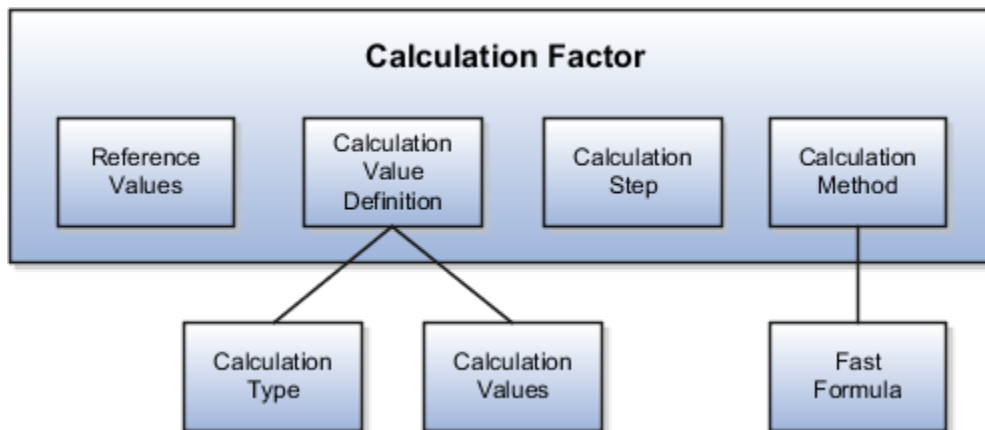 Calculation Factor
Reference
Values
Calculation
Value
Definition
Calculation
Step
Calculation
Method
Calculation
Type
Calculation
Values
Fast
Formula